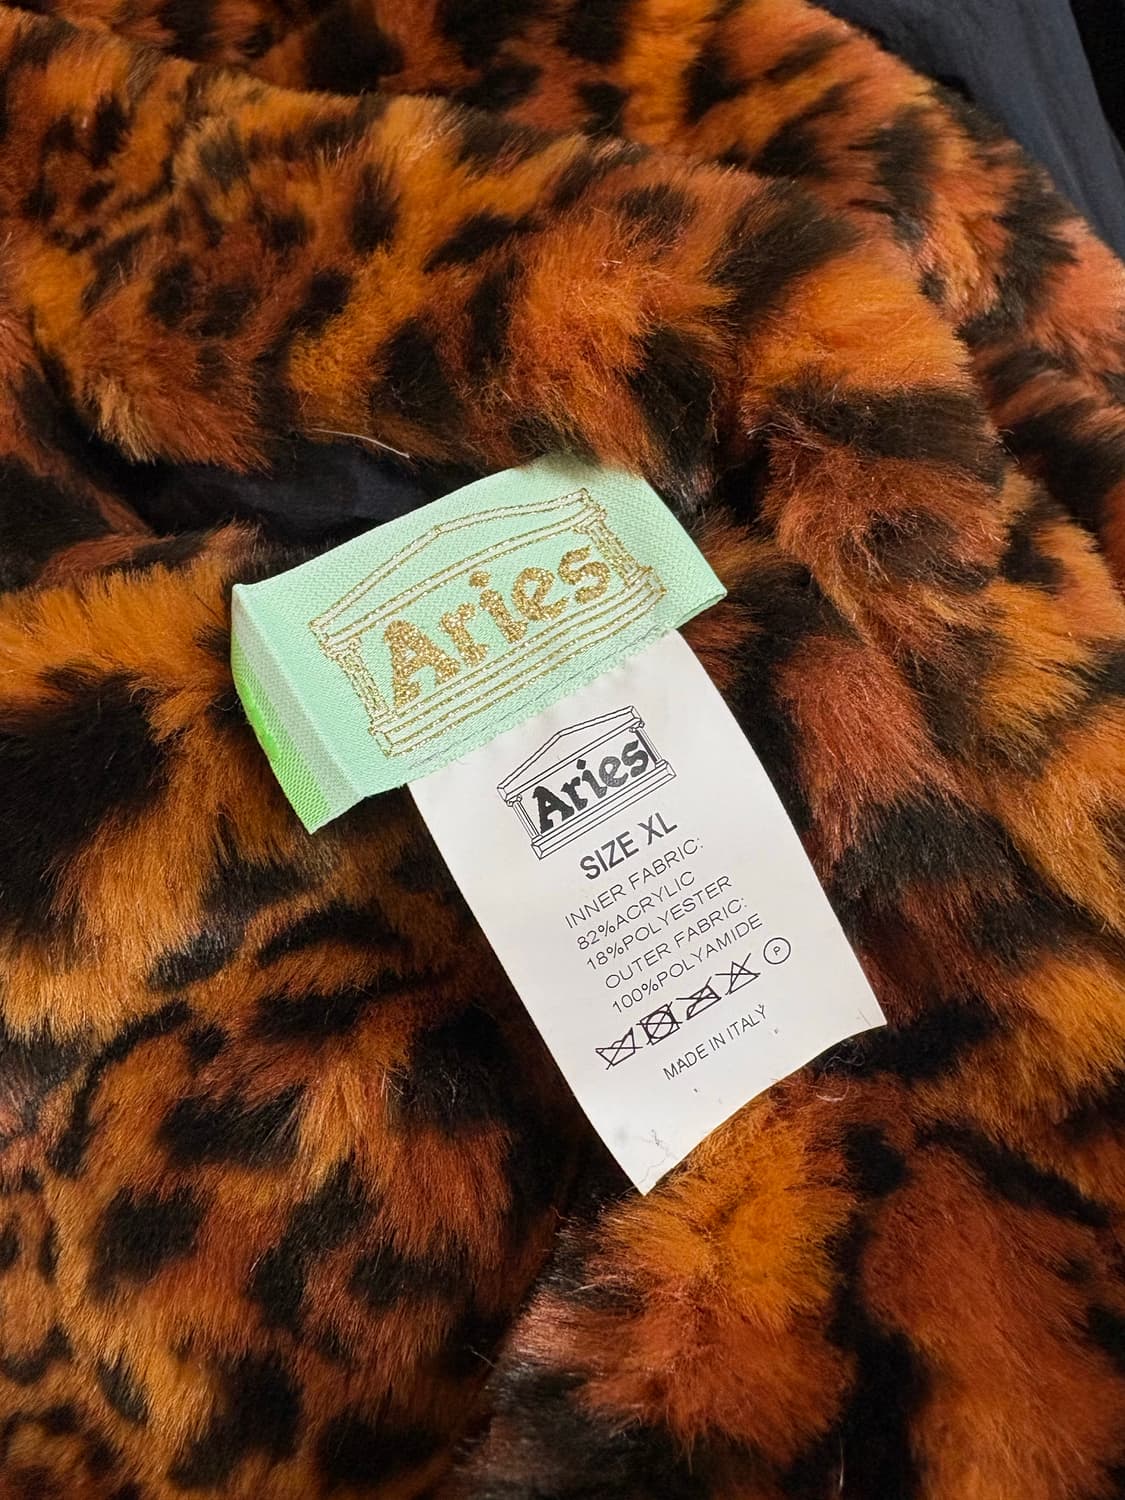 Aries
Aries
SIZE XL
INNER FABRIC:
82%ACRYLIC
18%POLYESTER
OUTER FABRIC:
100%POLYAMIDE
P
MADE IN ITALY